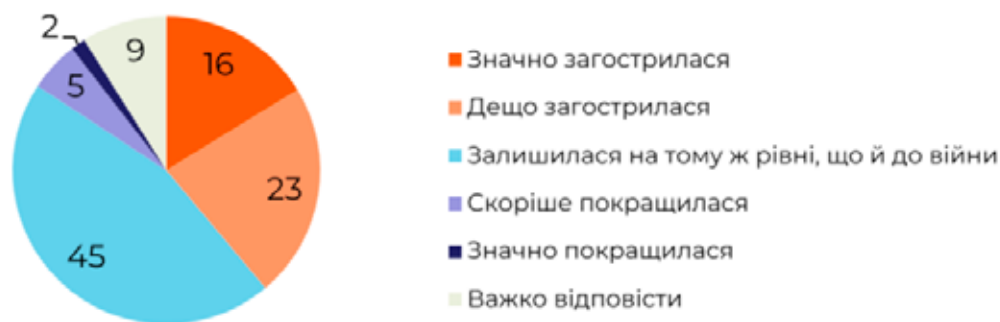 2
9
16
5
23
45
Значно загострилася
Дещо загострилася
Залишилася на тому ж рівні, що й до війни
Скоріше покращилася
Значно покращилася
Важко відповісти